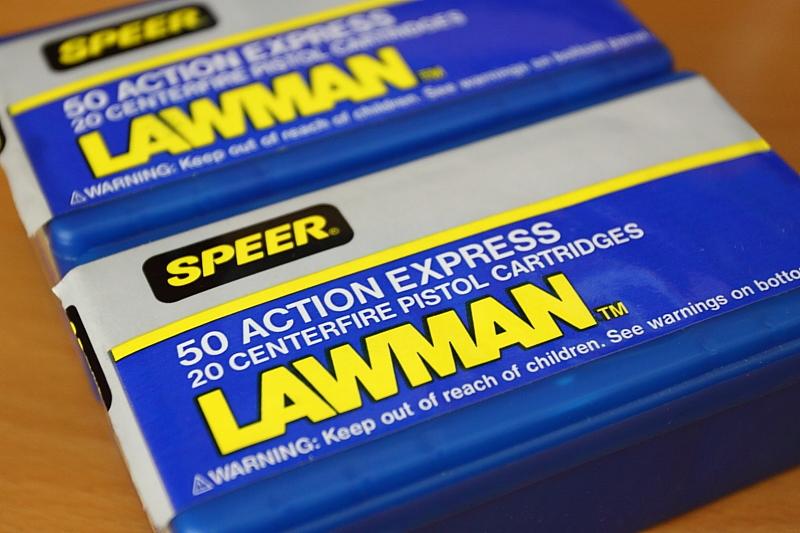 SPEER
50 ACTION EXPRESS
20 CENTERFIRE PISTOL CARTRIDGES
LAWMAN™
⚠WARNING: Keep out of reach of children. See warnings on bottom panel
SPEER®
50 ACTION EXPRESS
20 CENTERFIRE PISTOL CARTRIDGES
LAWMAN™
⚠WARNING: Keep out of reach of children. See warnings on botto